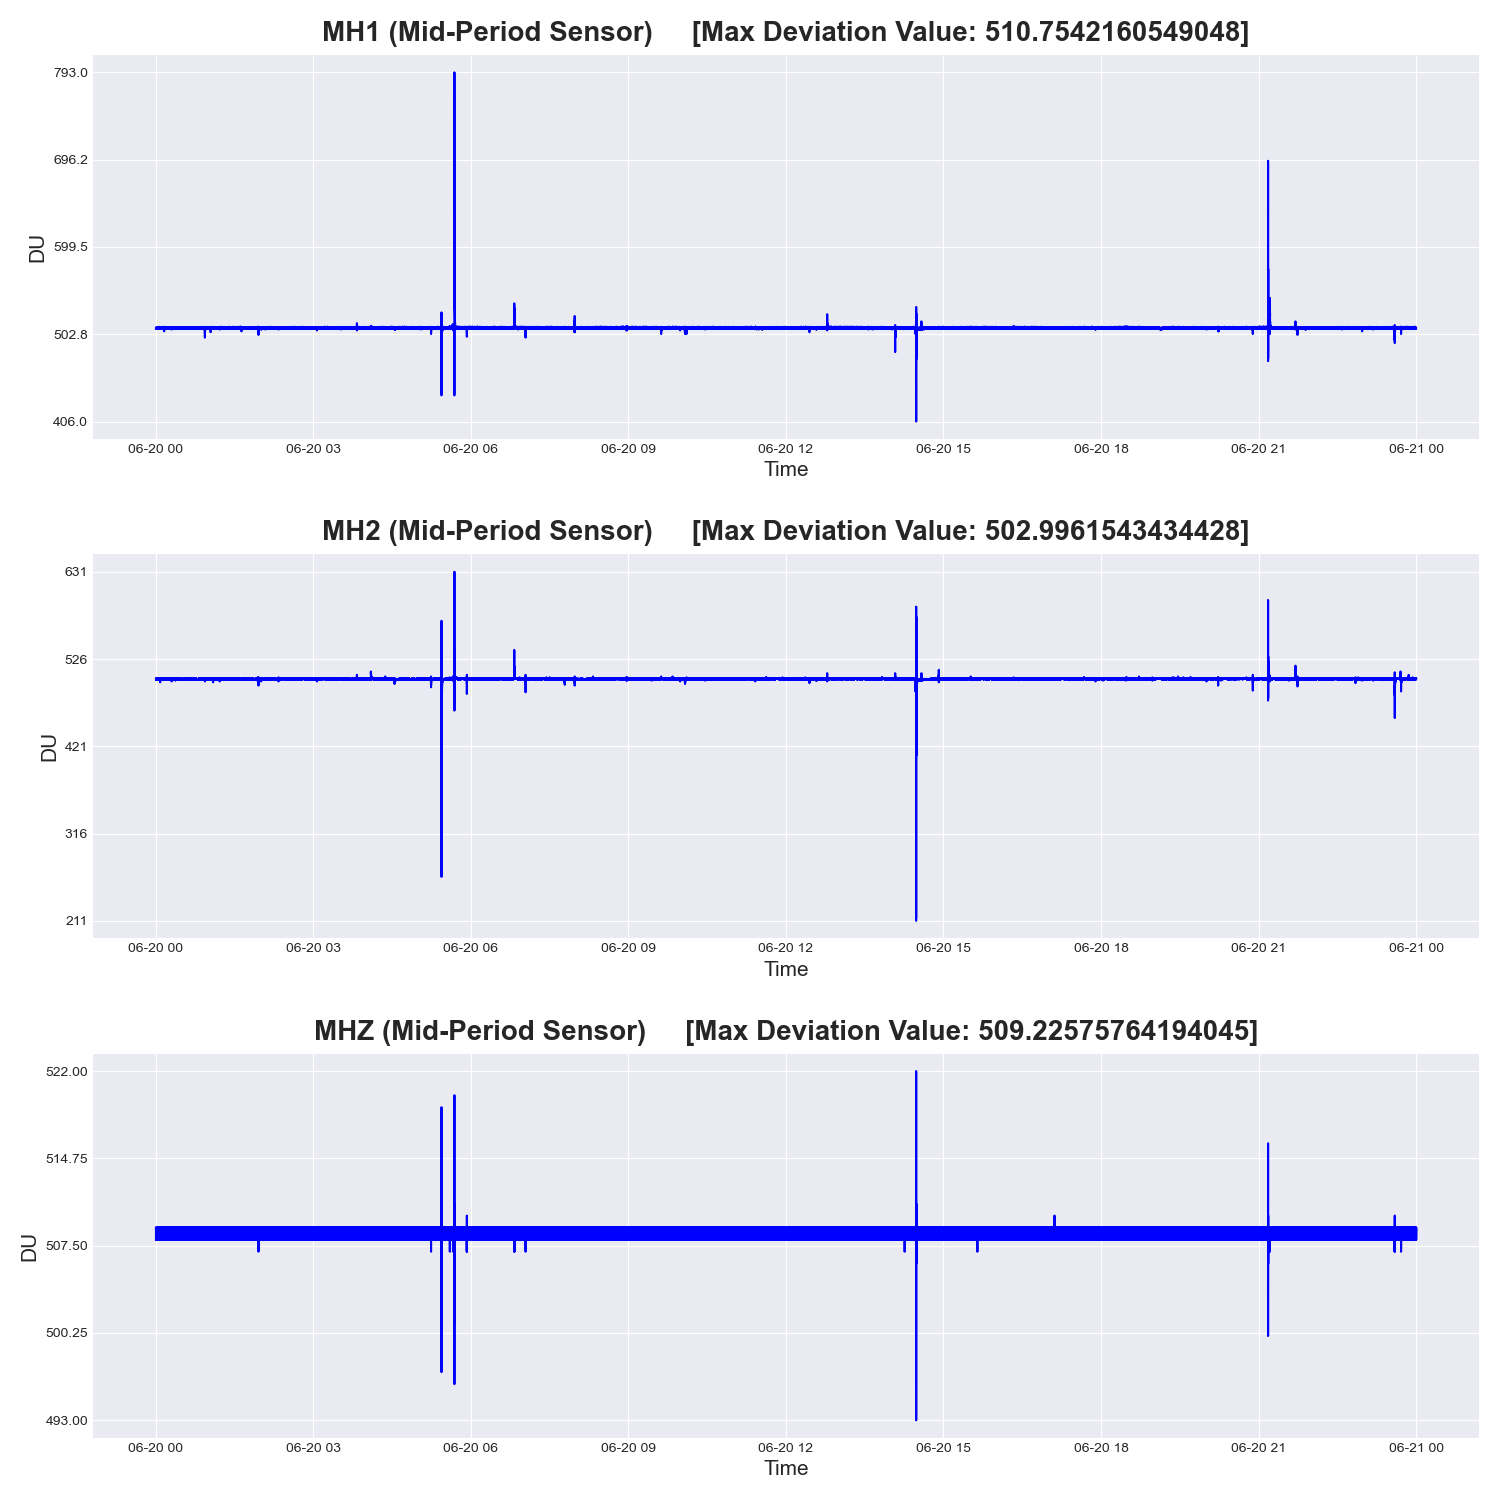 MH1 (Mid-Period Sensor) [Max Deviation Value: 510.7542160549048]
793.0
696.2
599.5
502.8
406.0
DU
06-20 00 06-20 03 06-20 06 06-20 09 06-20 12 06-20 15 06-20 18 06-20 21 06-21 00
Time
MH2 (Mid-Period Sensor) [Max Deviation Value: 502.9961543434428]
631
526
421
316
211
DU
06-20 00 06-20 03 06-20 06 06-20 09 06-20 12 06-20 15 06-20 18 06-20 21 06-21 00
Time
MHZ (Mid-Period Sensor) [Max Deviation Value: 509.22575764194045]
522.00
514.75
507.50
500.25
493.00
DU
06-20 00 06-20 03 06-20 06 06-20 09 06-20 12 06-20 15 06-20 18 06-20 21 06-21 00
Time